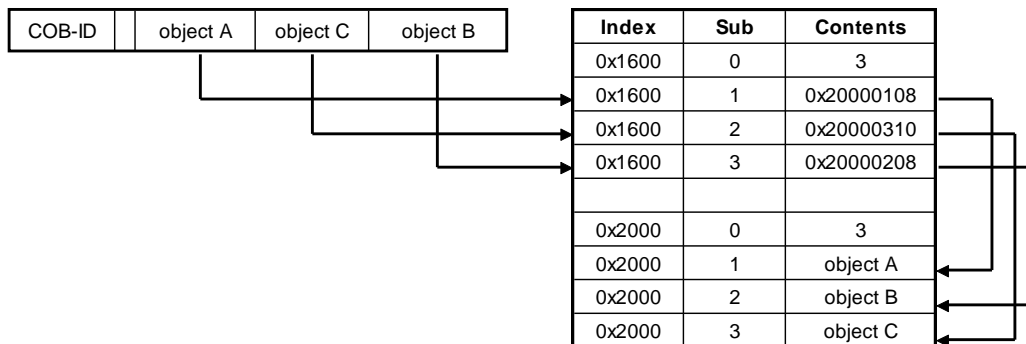 COB-ID object A object C object B
Index Sub Contents
0x1600 0 3
0x1600 1 0x20000108
0x1600 2 0x20000310
0x1600 3 0x20000208
0x2000 0 3
0x2000 1 object A
0x2000 2 object B
0x2000 3 object C